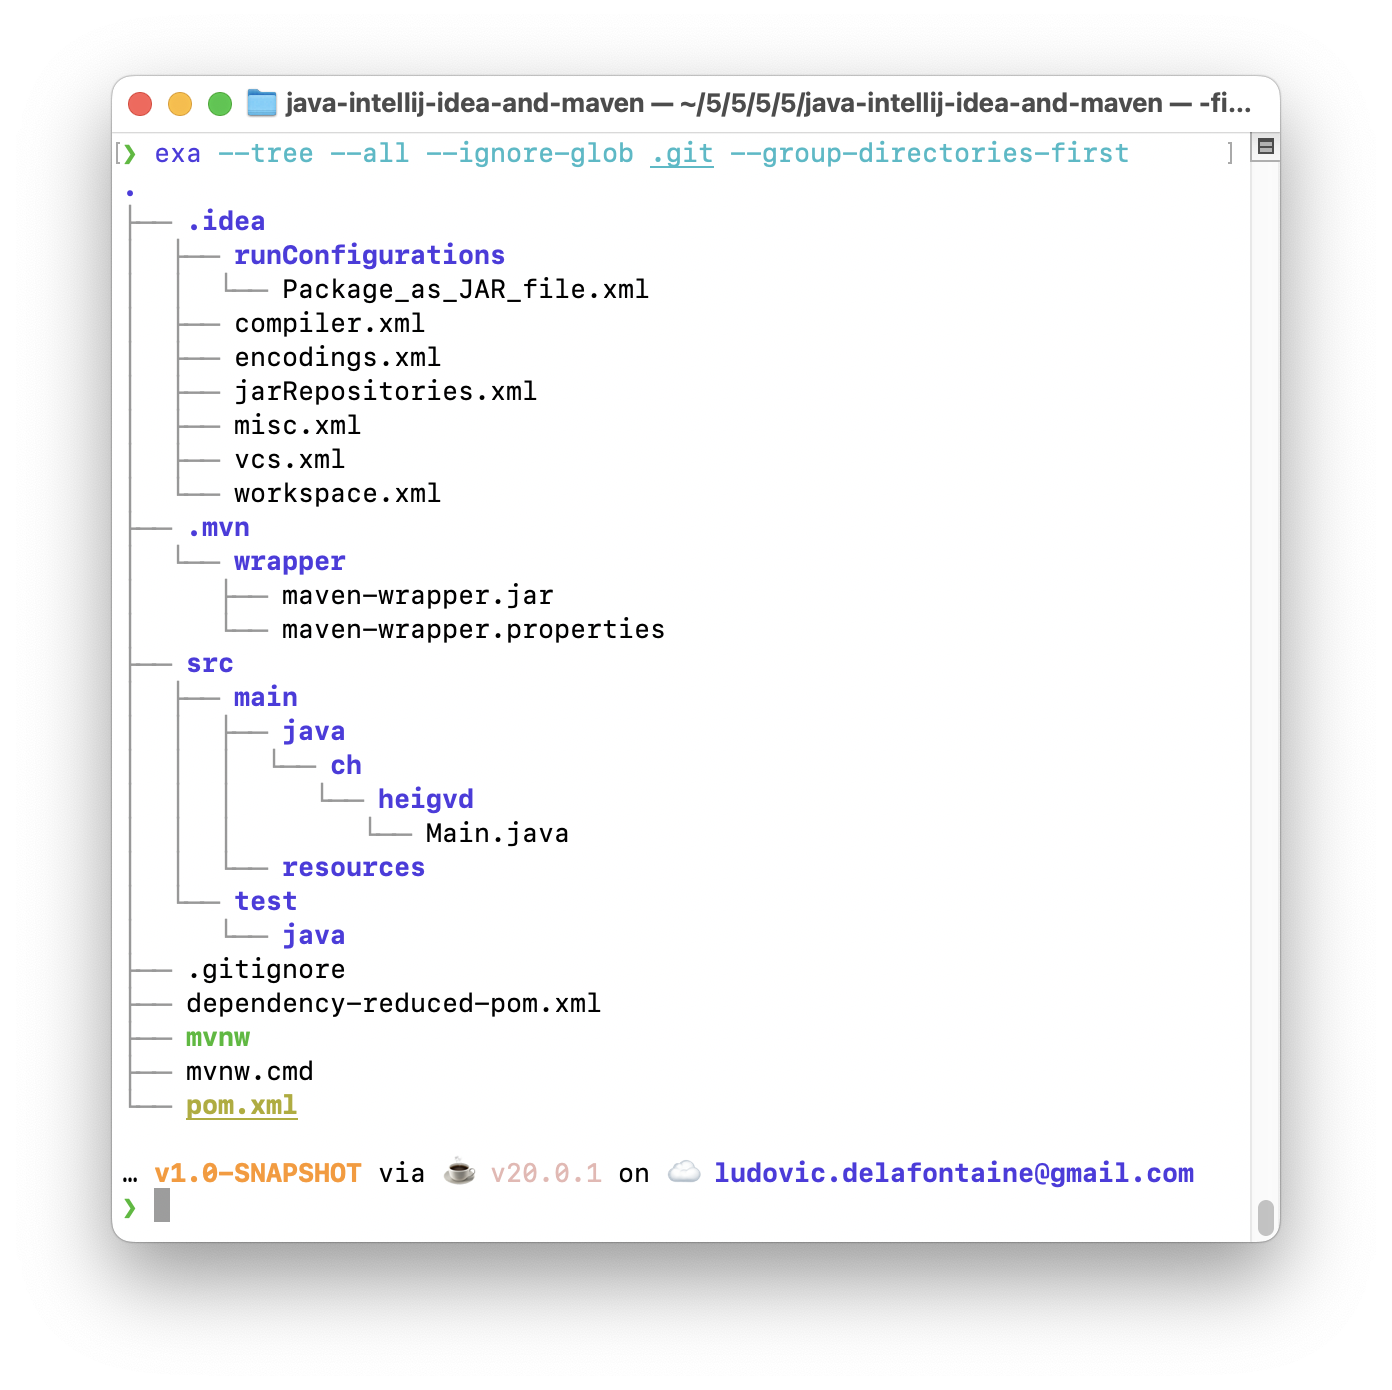 java-intellij-idea-and-maven — ~/5/5/5/5/java-intellij-idea-and-maven — -fi...
[❯ exa --tree --all --ignore-glob .git --group-directories-first ]
.
├── .idea
│  ├── runConfigurations
│  │  └── Package_as_JAR_file.xml
│  ├── compiler.xml
│  ├── encodings.xml
│  ├── jarRepositories.xml
│  ├── misc.xml
│  ├── vcs.xml
│  └── workspace.xml
├── .mvn
│  └── wrapper
│     ├── maven-wrapper.jar
│     └── maven-wrapper.properties
├── src
│  ├── main
│  │  ├── java
│  │  │  └── ch
│  │  │     └── heigvd
│  │  │        └── Main.java
│  │  └── resources
│  └── test
│     └── java
├── .gitignore
├── dependency-reduced-pom.xml
├── mvnw
├── mvnw.cmd
└── pom.xml
… v1.0-SNAPSHOT via ☕ v20.0.1 on ☁️ ludovic.delafontaine@gmail.com
❯